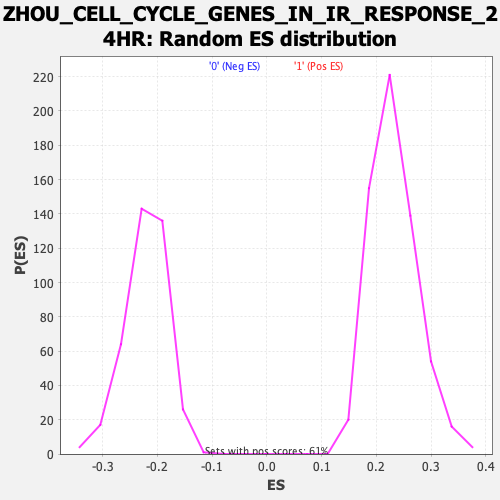 ZHOU_CELL_CYCLE_GENES_IN_IR_RESPONSE_2
4HR: Random ES distribution
'0' (Neg ES) '1' (Pos ES)
220
200
180
160
140
120
100
80
60
40
20
0
P(ES)
Sets with pos scores: 61%
-0.3 -0.2 -0.1 0.0 0.1 0.2 0.3 0.4
ES